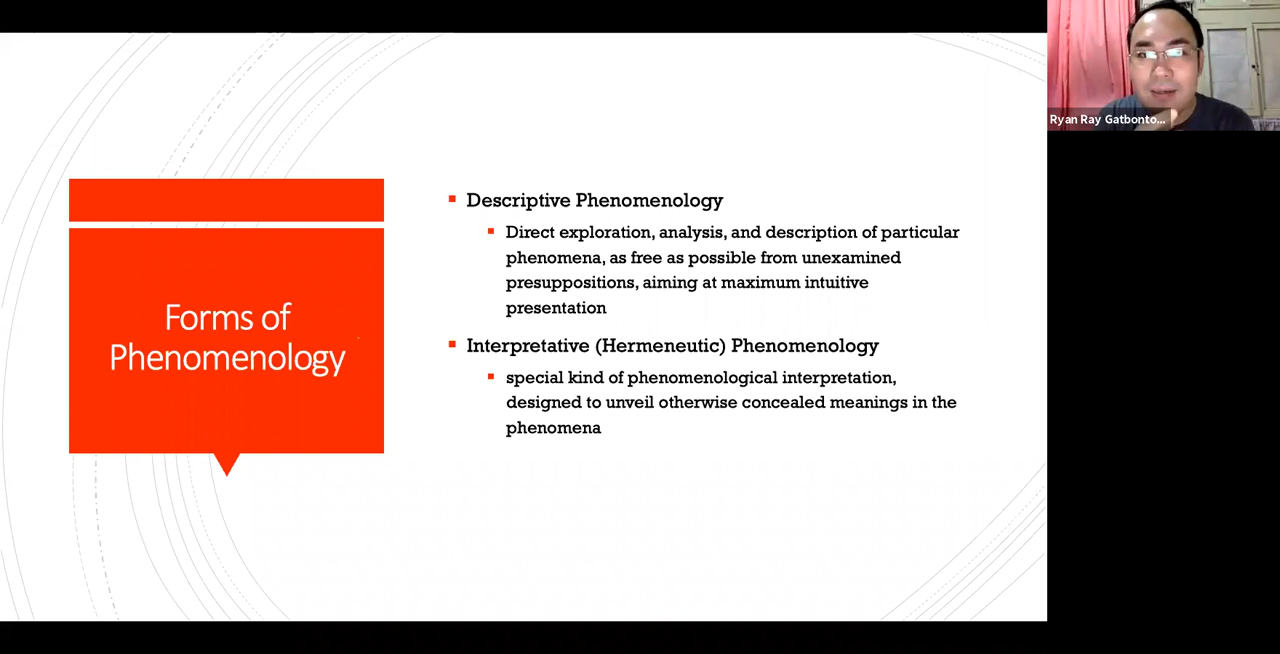 Forms of
Phenomenology
Descriptive Phenomenology
Direct exploration, analysis, and description of particular
phenomena, as free as possible from unexamined
presuppositions, aiming at maximum intuitive
presentation
Interpretative (Hermeneutic) Phenomenology
special kind of phenomenological interpretation,
designed to unveil otherwise concealed meanings in the
phenomena
Ryan Ray Gatbonto...